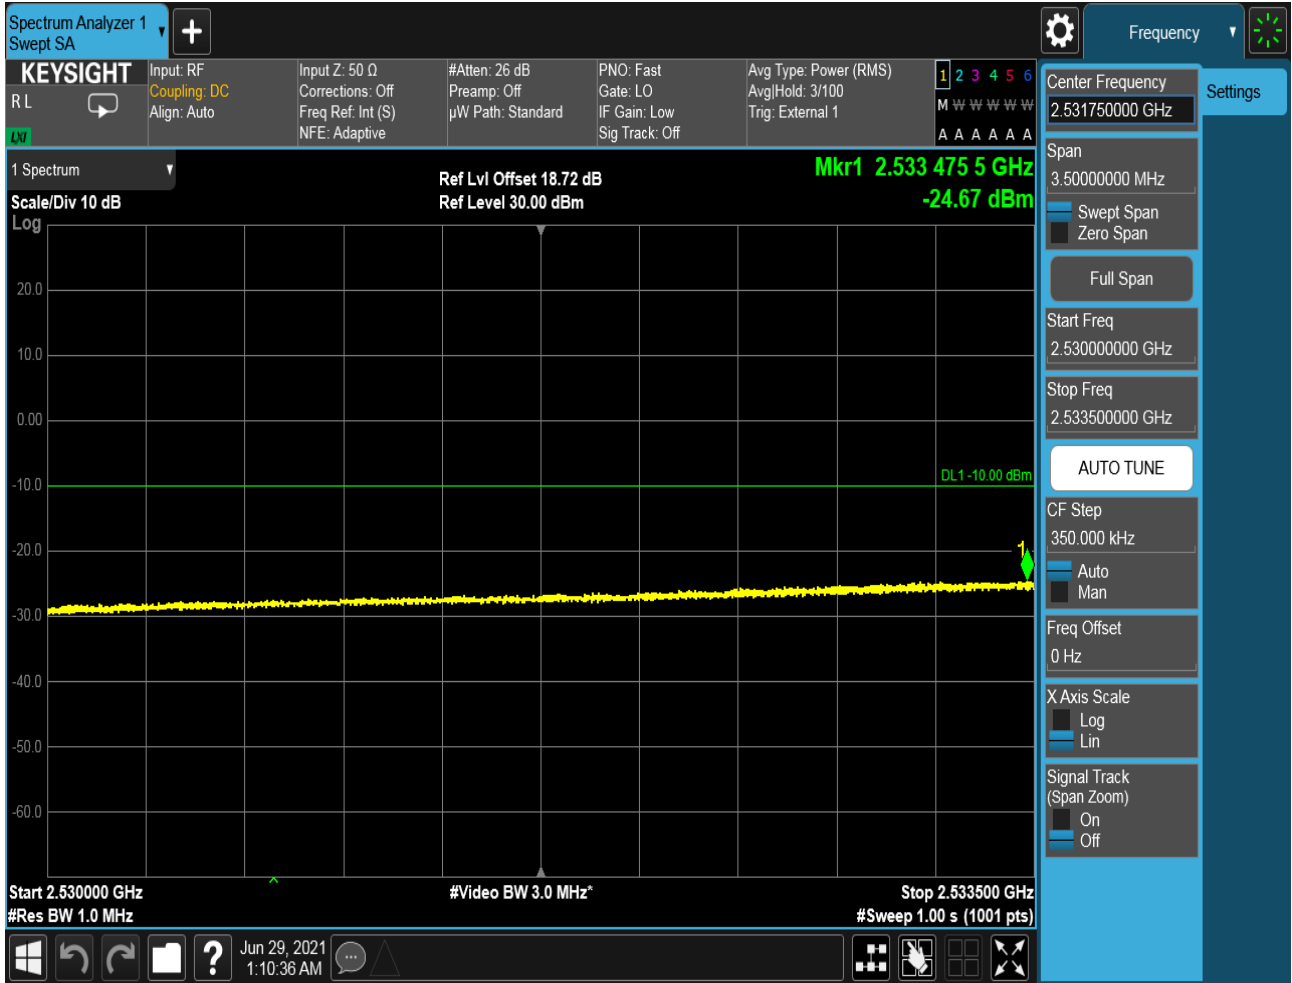 Spectrum Analyzer 1
Swept SA
Frequency
KEYSIGHT
R L
LXI
Input: RF
Coupling: DC
Align: Auto
Input Z: 50 Ω
Corrections: Off
Freq Ref: Int (S)
NFE: Adaptive
#Atten: 26 dB
Preamp: Off
µW Path: Standard
PNO: Fast
Gate: LO
IF Gain: Low
Sig Track: Off
Avg Type: Power (RMS)
Avg|Hold: 3/100
Trig: External 1
1 2 3 4 5 6
M W W W W W
A A A A A A
1 Spectrum
Scale/Div 10 dB
Log
Ref Lvl Offset 18.72 dB
Ref Level 30.00 dBm
Mkr1 2.533 475 5 GHz
-24.67 dBm
20.0
10.0
0.00
-10.0
-20.0
-30.0
-40.0
-50.0
-60.0
DL1 -10.00 dBm
1
Start 2.530000 GHz
#Res BW 1.0 MHz
#Video BW 3.0 MHz*
Stop 2.533500 GHz
#Sweep 1.00 s (1001 pts)
Jun 29, 2021
1:10:36 AM
?
Center Frequency
2.531750000 GHz
Settings
Span
3.50000000 MHz
Swept Span
Zero Span
Full Span
Start Freq
2.530000000 GHz
Stop Freq
2.533500000 GHz
AUTO TUNE
CF Step
350.000 kHz
Auto
Man
Freq Offset
0 Hz
X Axis Scale
Log
Lin
Signal Track
(Span Zoom)
On
Off